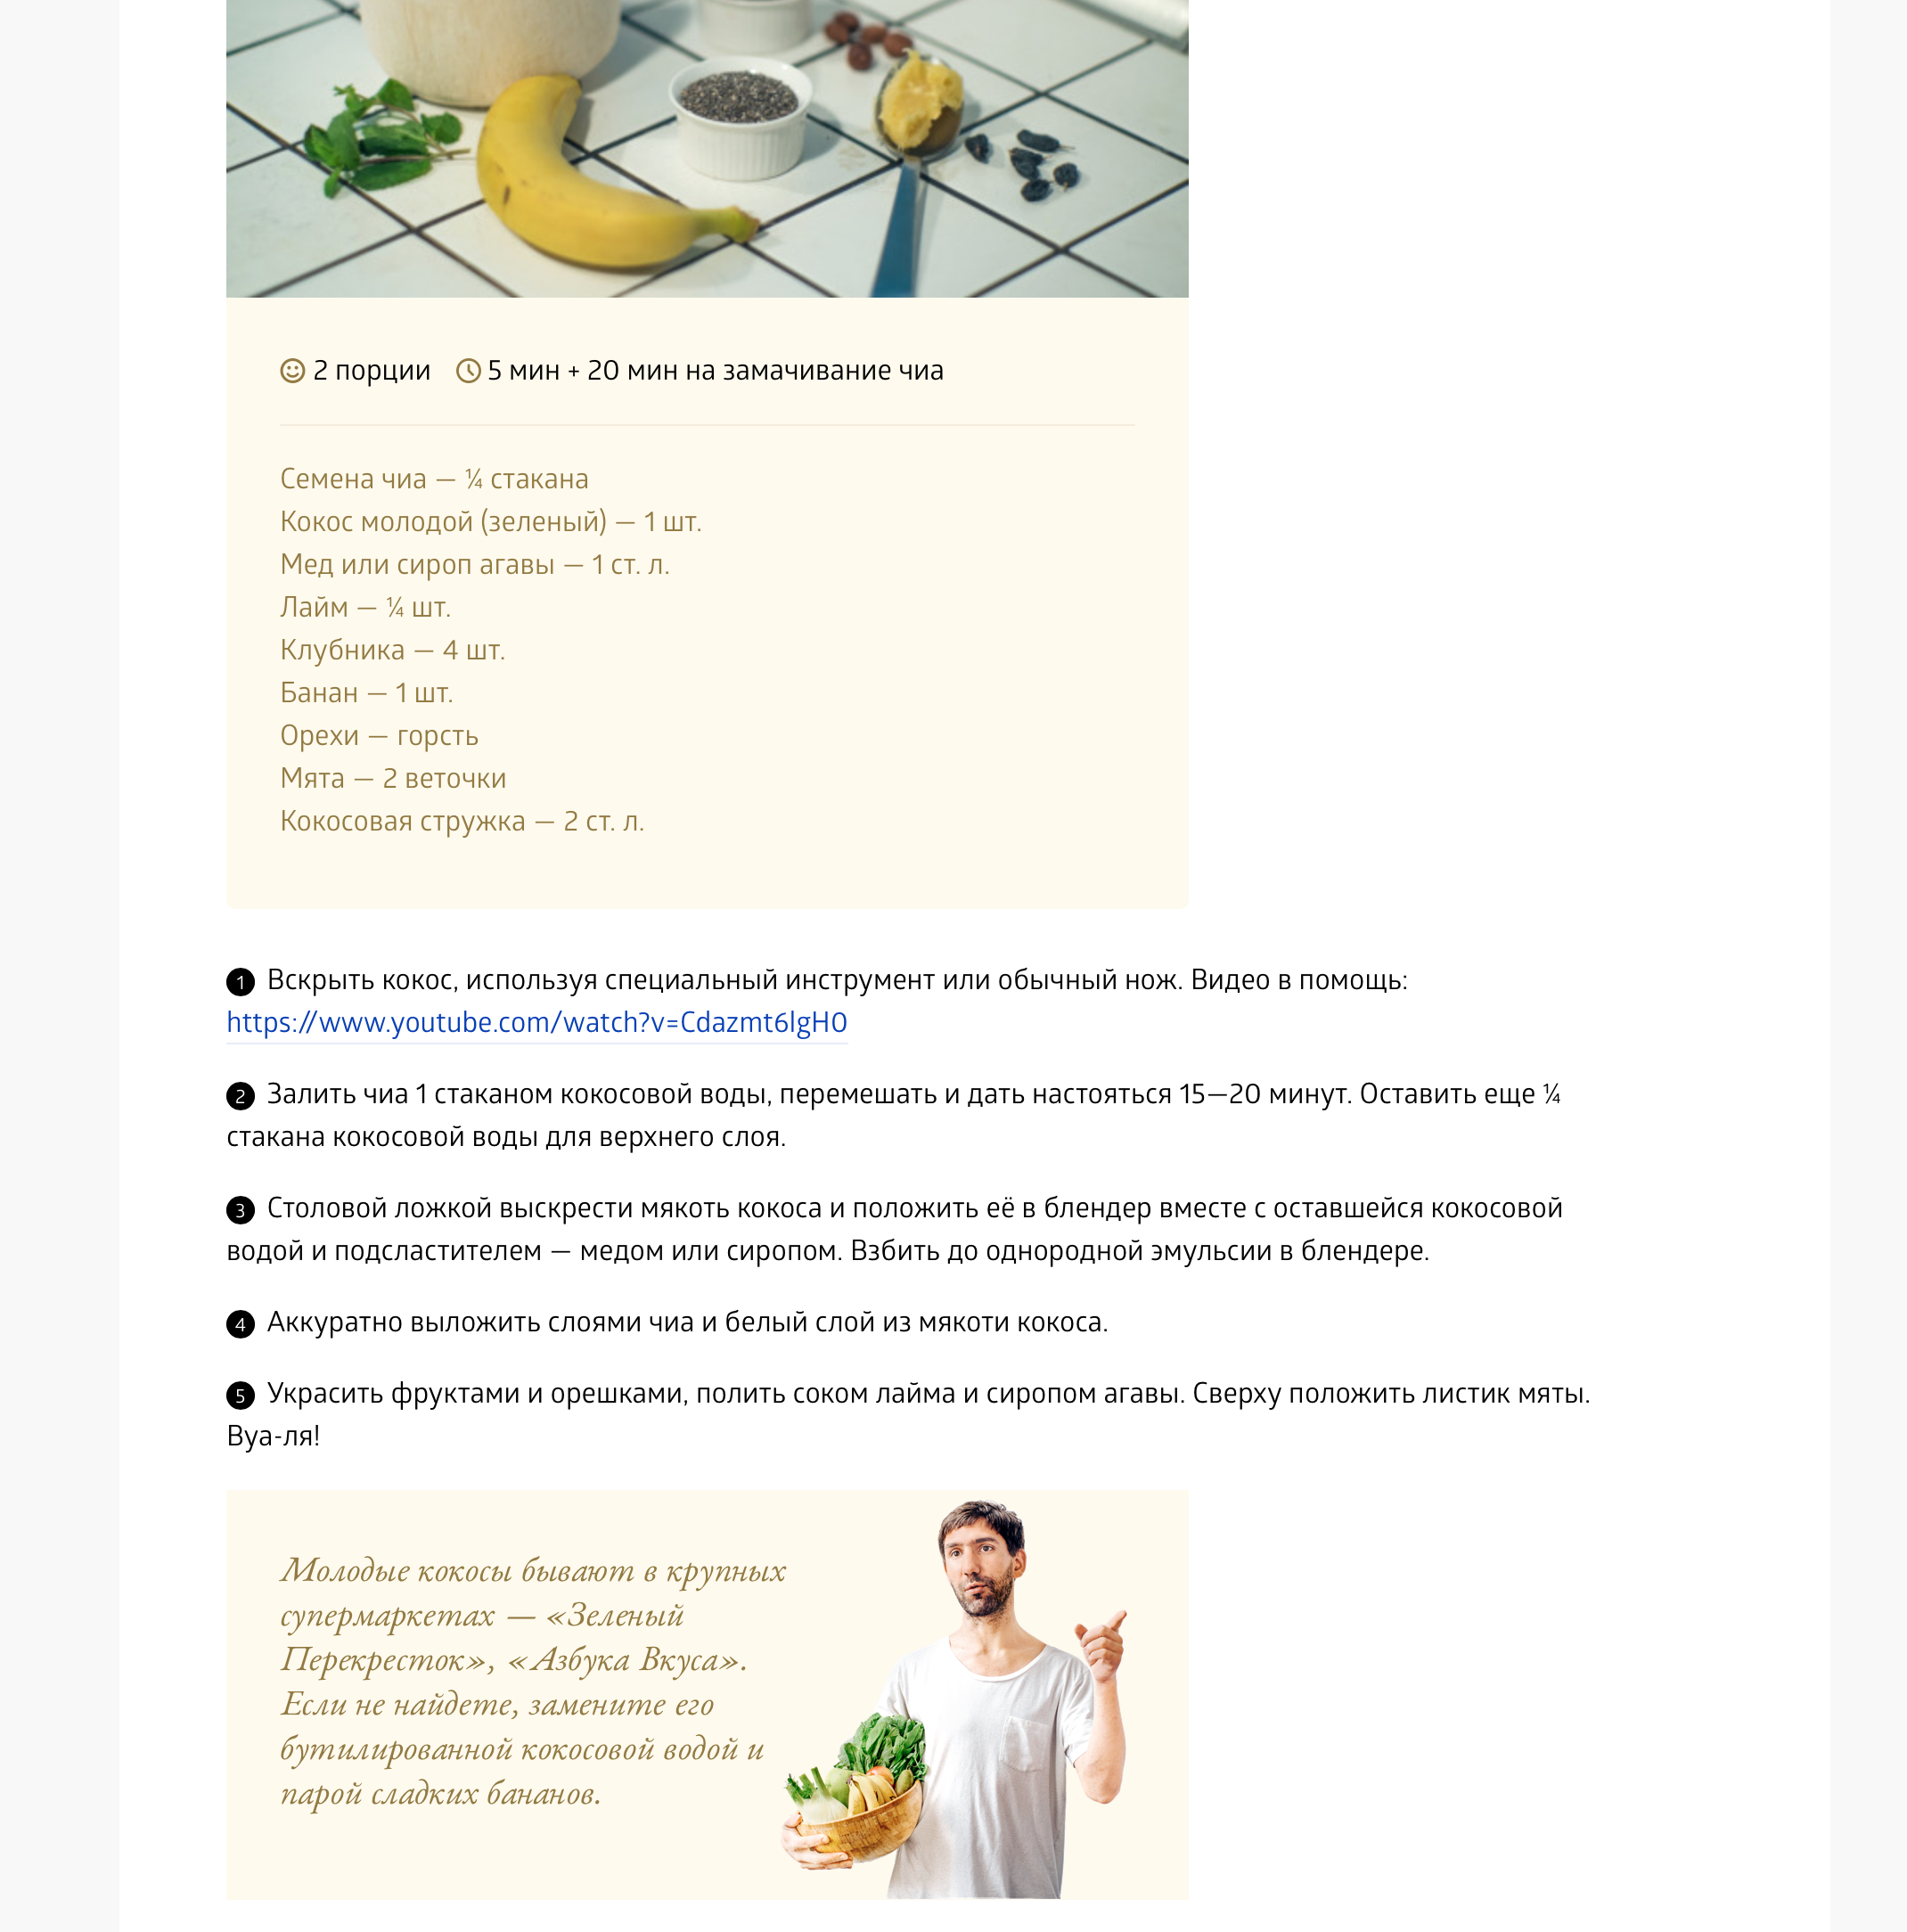 2 порции 5 мин + 20 мин на замачивание чиа
Семена чиа — ¼ стакана
Кокос молодой (зеленый) — 1 шт.
Мед или сироп агавы — 1 ст. л.
Лайм — ¼ шт.
Клубника — 4 шт.
Банан — 1 шт.
Орехи — горсть
Мята — 2 веточки
Кокосовая стружка — 2 ст. л.
1 Вскрыть кокос, используя специальный инструмент или обычный нож. Видео в помощь:
https://www.youtube.com/watch?v=Cdazmt6lgH0
2 Залить чиа 1 стаканом кокосовой воды, перемешать и дать настояться 15—20 минут. Оставить еще ¼
стакана кокосовой воды для верхнего слоя.
3 Столовой ложкой выскрести мякоть кокоса и положить её в блендер вместе с оставшейся кокосовой
водой и подсластителем — медом или сиропом. Взбить до однородной эмульсии в блендере.
4 Аккуратно выложить слоями чиа и белый слой из мякоти кокоса.
5 Украсить фруктами и орешками, полить соком лайма и сиропом агавы. Сверху положить листик мяты.
Вуа-ля!
Молодые кокосы бывают в крупных
супермаркетах — «Зеленый
Перекресток», «Азбука Вкуса».
Если не найдете, замените его
бутилированной кокосовой водой и
парой сладких бананов.